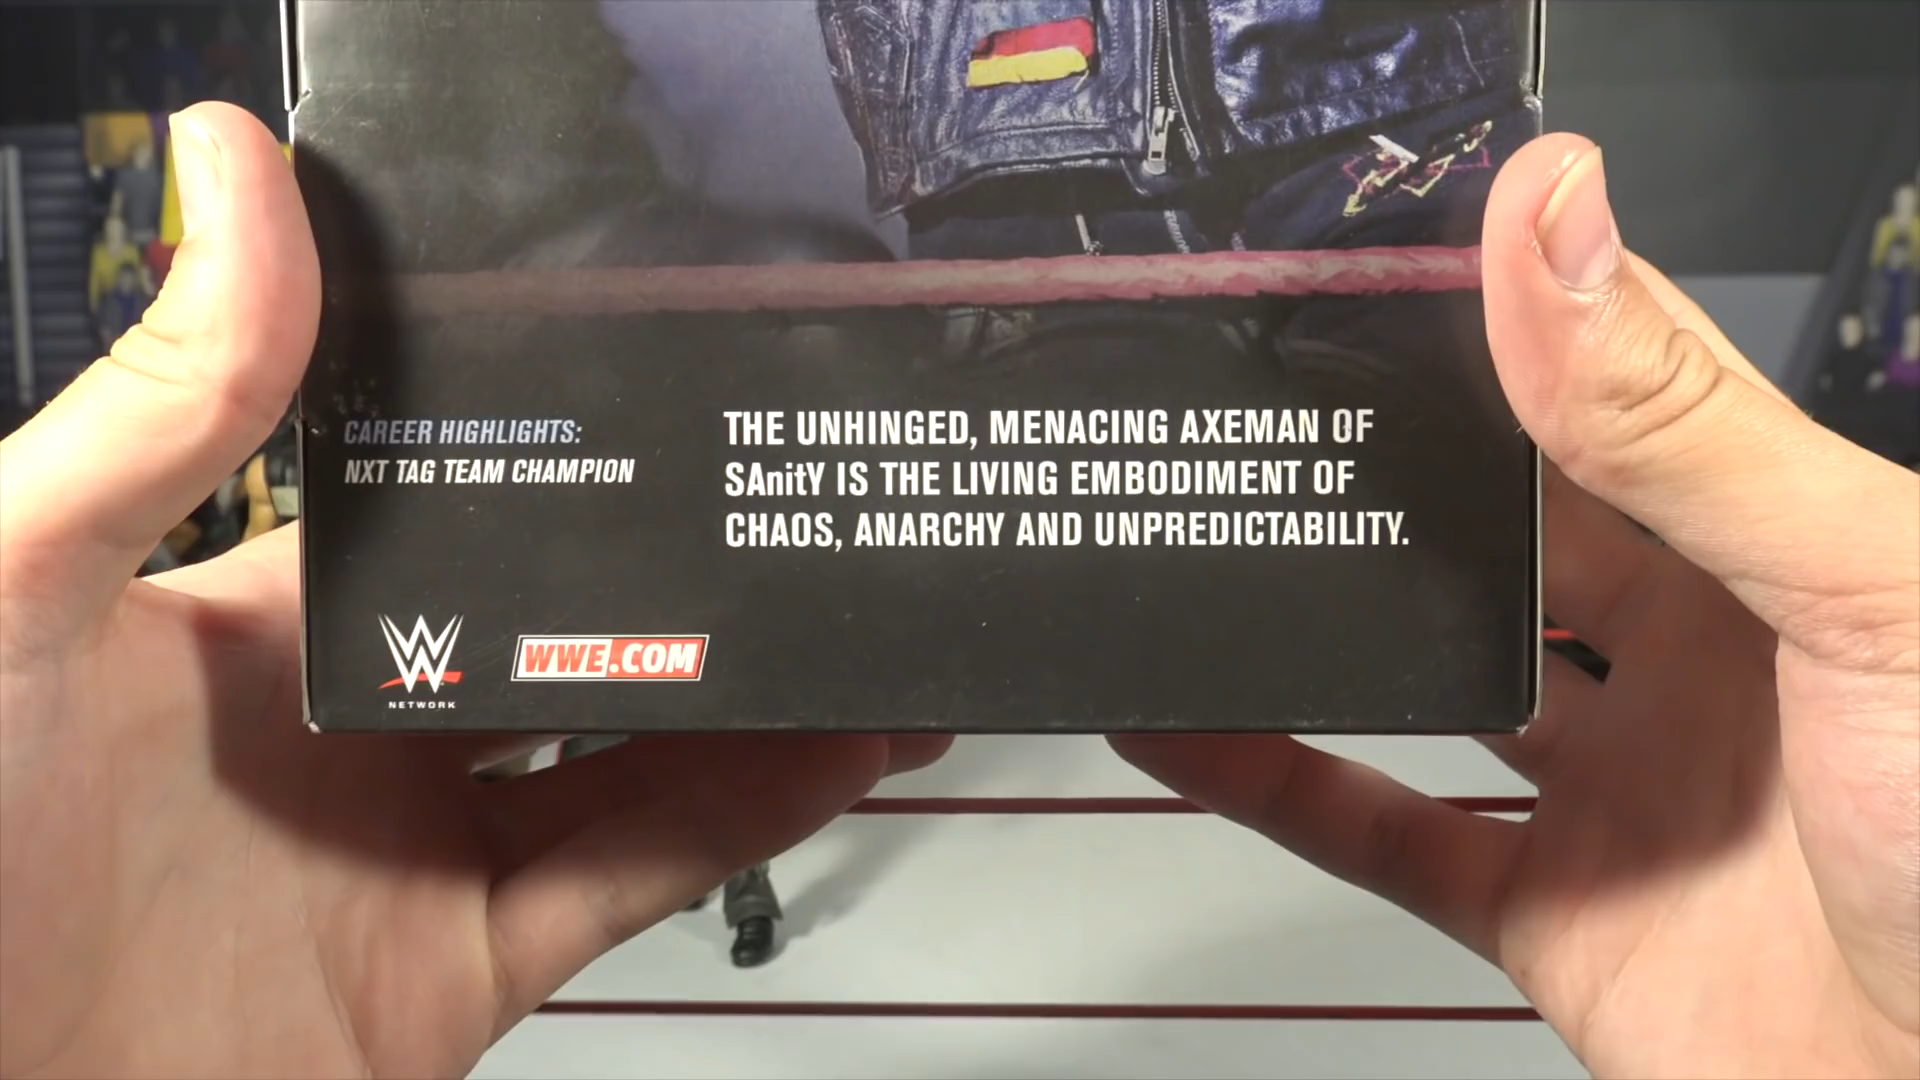 CAREER HIGHLIGHTS:
NXT TAG TEAM CHAMPION
THE UNHINGED, MENACING AXEMAN OF
SAnitY IS THE LIVING EMBODIMENT OF
CHAOS, ANARCHY AND UNPREDICTABILITY.
W
NETWORK
WWE.COM